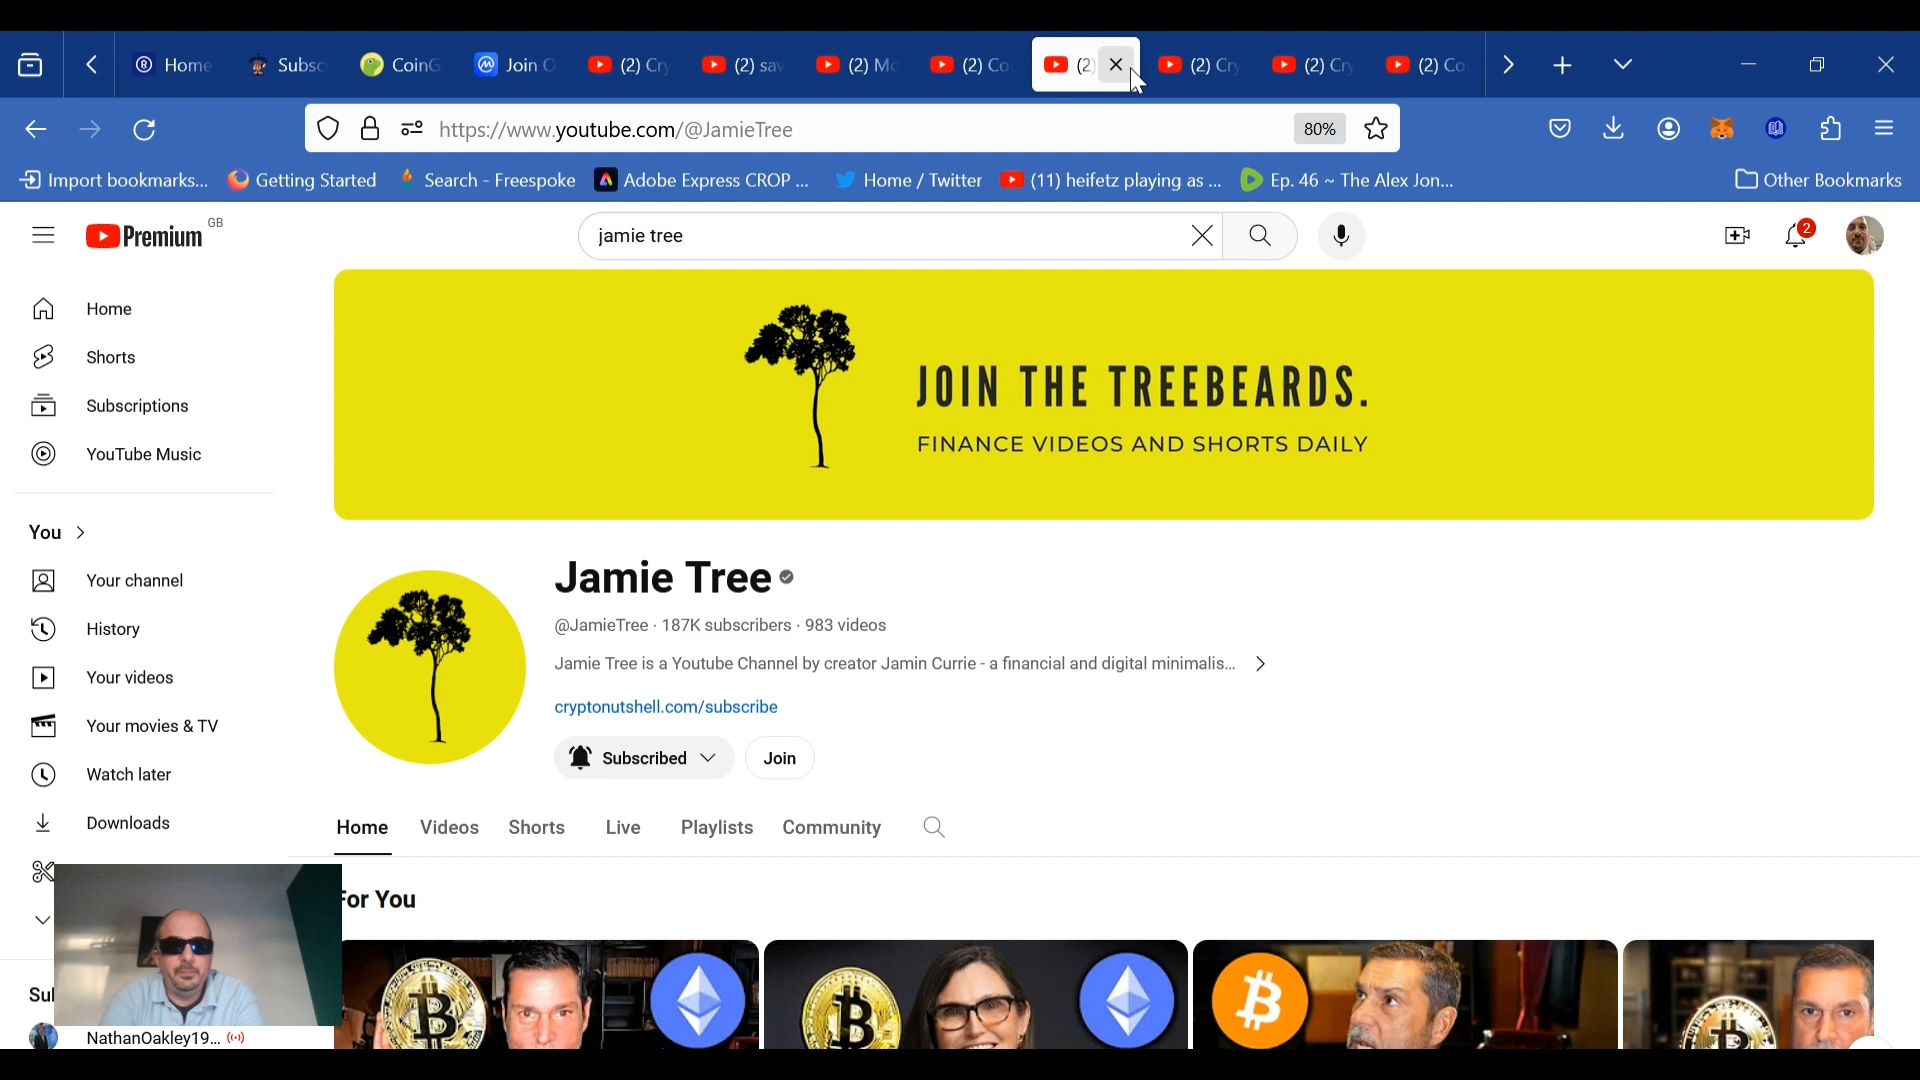 Home
Subsc
CoinG
Join C
(2) Cry
(2) sav
(2) Mo
(2) Co
(2)
(2) Cry
(2) Cry
(2) Co
https://www.youtube.com/@JamieTree
80%
Import bookmarks...
Getting Started
Search - Freespoke
Adobe Express CROP ...
Home / Twitter
(11) heifetz playing as ...
Ep. 46 ~ The Alex Jon...
Other Bookmarks
Premium
GB
jamie tree
2
Home
Shorts
Subscriptions
YouTube Music
You
Your channel
History
Your videos
Your movies & TV
Watch later
Downloads
NathanOakley19...
JOIN THE TREEBEARDS.
FINANCE VIDEOS AND SHORTS DAILY
Jamie Tree
@JamieTree · 187K subscribers · 983 videos
Jamie Tree is a Youtube Channel by creator Jamin Currie - a financial and digital minimalis...
cryptonutshell.com/subscribe
Subscribed
Join
Home
Videos
Shorts
Live
Playlists
Community
For You